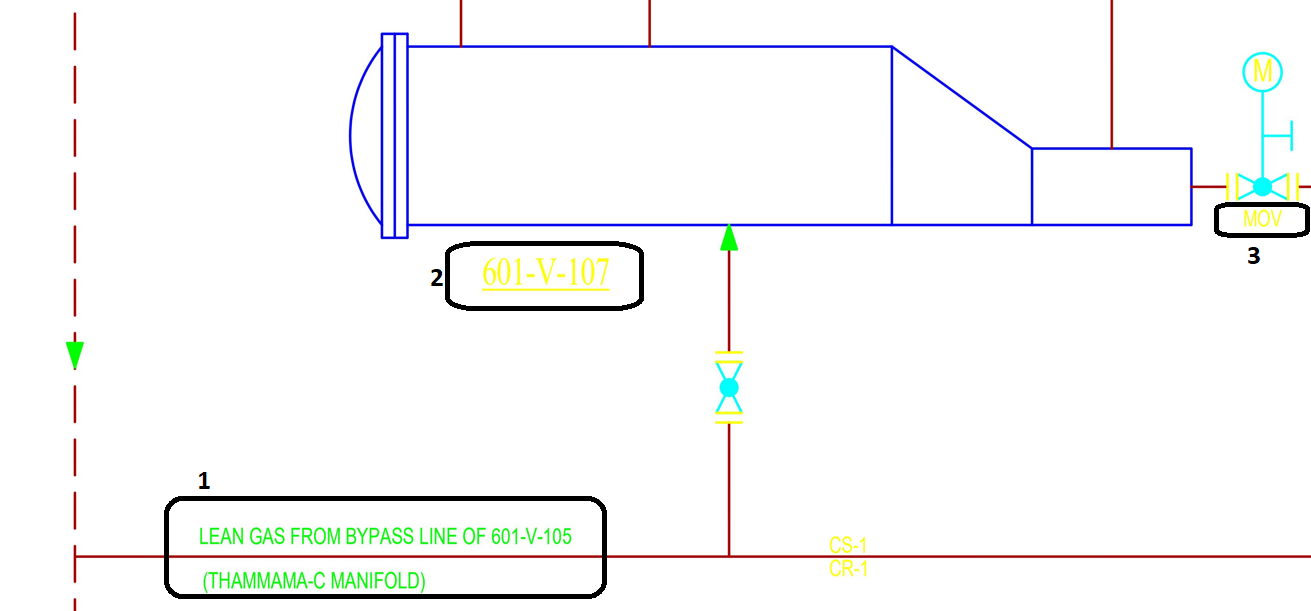 M
MOV
3
2
601-V-107
1
LEAN GAS FROM BYPASS LINE OF 601-V-105
(THAMMAMA-C MANIFOLD)
CS-1
CR-1